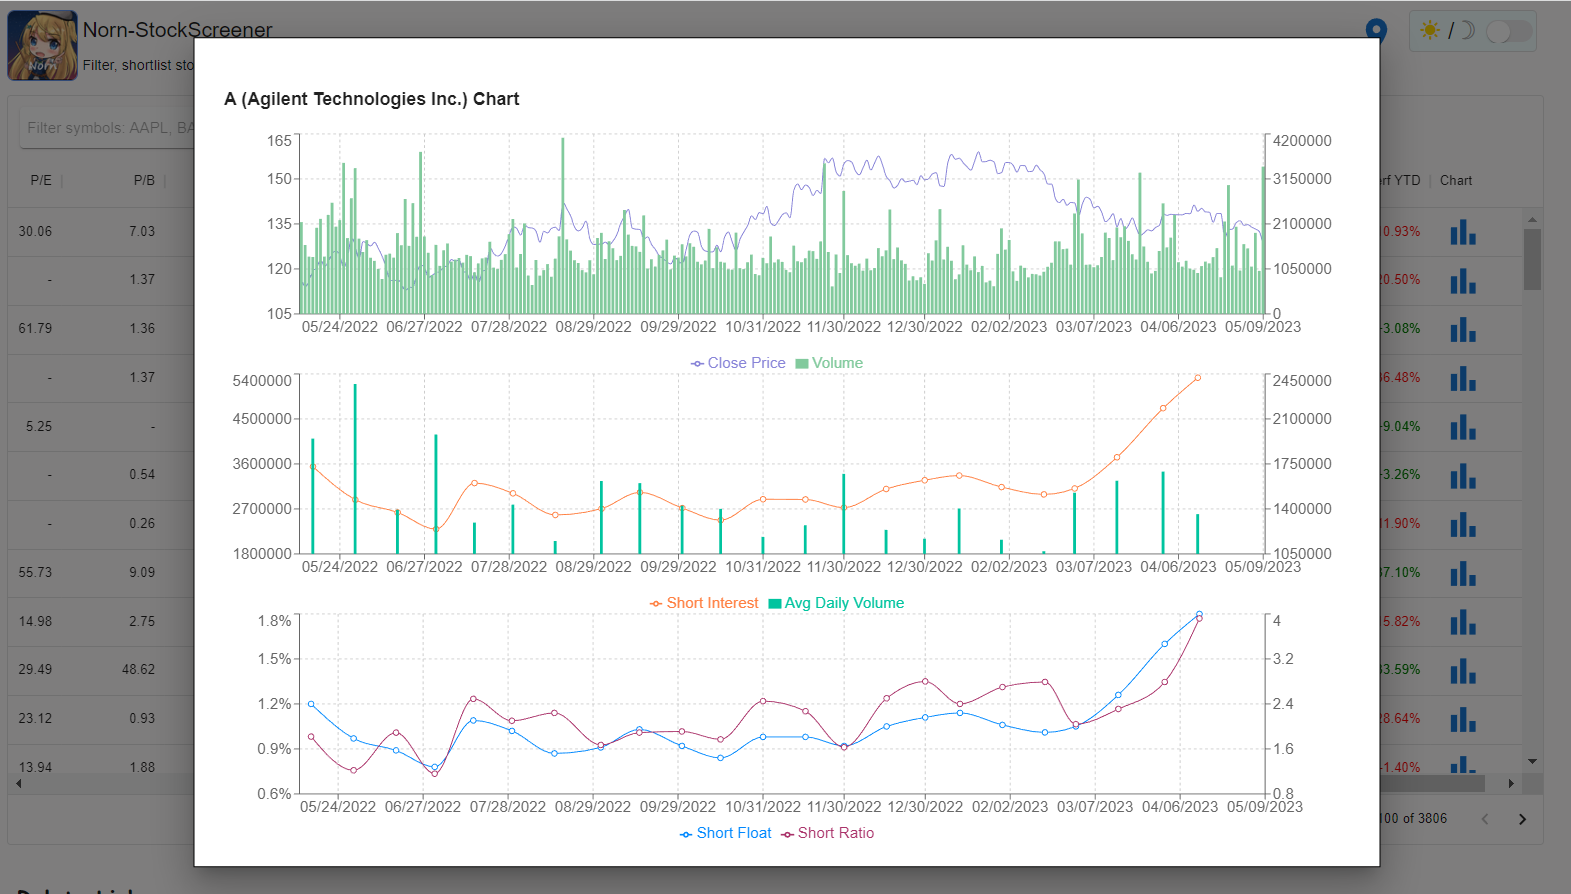 Norn-StockScreener
Filter, shortlist sto
Norn
☀ / ☽
Filter symbols: AAPL, BA
P/E | P/B | rf YTD | Chart
30.06 7.03 0.93%
- 1.37 20.50%
61.79 1.36 -3.08%
- 1.37 6.48%
5.25 - 9.04%
- 0.54 3.26%
- 0.26 1.90%
55.73 9.09 7.10%
14.98 2.75 5.82%
29.49 48.62 3.59%
23.12 0.93 28.64%
13.94 1.88 -1.40%
100 of 3806
A (Agilent Technologies Inc.) Chart
165 4200000
150 3150000
135 2100000
120 1050000
105 0
05/24/2022 06/27/2022 07/28/2022 08/29/2022 09/29/2022 10/31/2022 11/30/2022 12/30/2022 02/02/2023 03/07/2023 04/06/2023 05/09/2023
Close Price Volume
5400000 2450000
4500000 2100000
3600000 1750000
2700000 1400000
1800000 1050000
05/24/2022 06/27/2022 07/28/2022 08/29/2022 09/29/2022 10/31/2022 11/30/2022 12/30/2022 02/02/2023 03/07/2023 04/06/2023 05/09/2023
Short Interest Avg Daily Volume
1.8% 4
1.5% 3.2
1.2% 2.4
0.9% 1.6
0.6% 0.8
05/24/2022 06/27/2022 07/28/2022 08/29/2022 09/29/2022 10/31/2022 11/30/2022 12/30/2022 02/02/2023 03/07/2023 04/06/2023 05/09/2023
Short Float Short Ratio